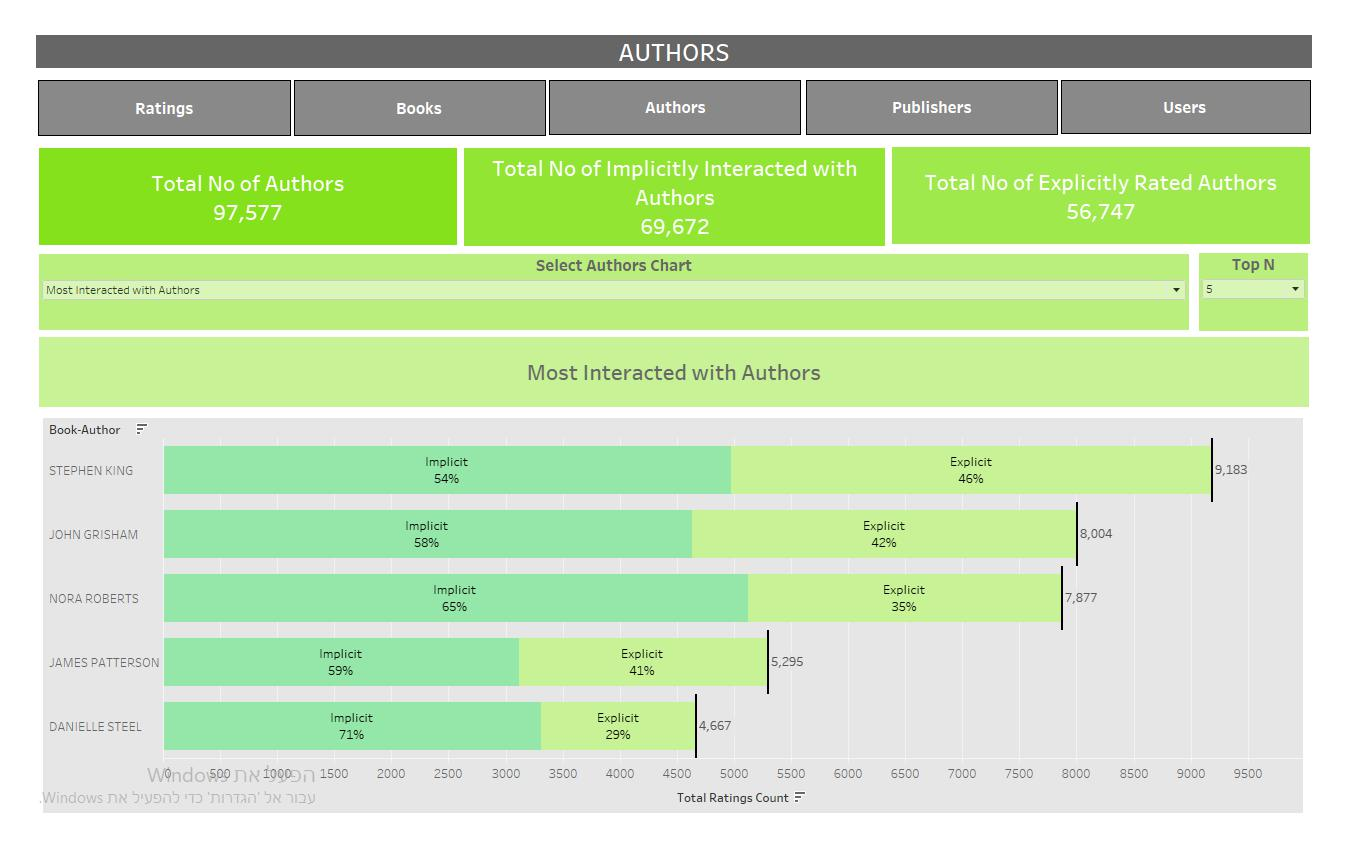 AUTHORS
Ratings
Books
Authors
Publishers
Users
Total No of Authors
97,577
Total No of Implicitly Interacted with
Authors
69,672
Total No of Explicitly Rated Authors
56,747
Select Authors Chart
Most Interacted with Authors
Top N
5
Most Interacted with Authors
Book-Author
STEPHEN KING
Implicit
54%
Explicit
46%
9,183
JOHN GRISHAM
Implicit
58%
Explicit
42%
8,004
NORA ROBERTS
Implicit
65%
Explicit
35%
7,877
JAMES PATTERSON
Implicit
59%
Explicit
41%
5,295
DANIELLE STEEL
Implicit
71%
Explicit
29%
4,667
0 500 1000 1500 2000 2500 3000 3500 4000 4500 5000 5500 6000 6500 7000 7500 8000 8500 9000 9500
Total Ratings Count
הפעל את Windows
עבור אל 'הגדרות' כדי להפעיל את Windows.